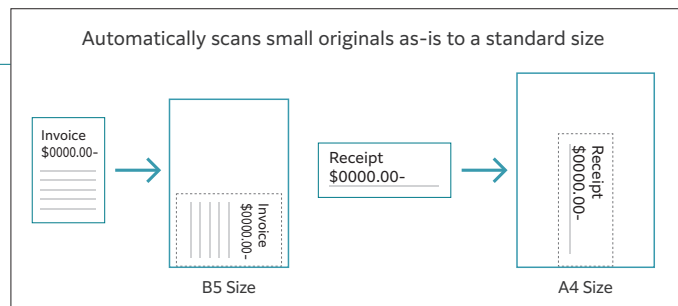 Automatically scans small originals as-is to a standard size
Invoice
$0000.00-
Invoice
$0000.00-
B5 Size
Receipt
$0000.00-
Receipt
$0000.00-
A4 Size